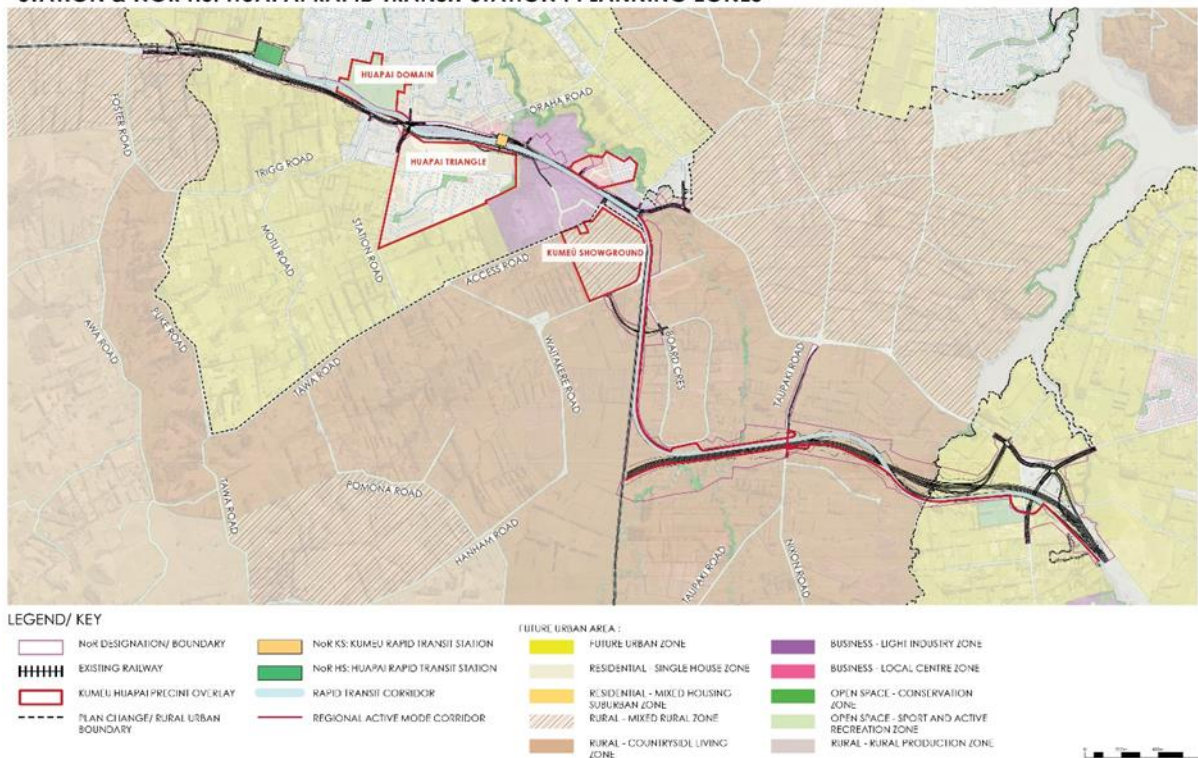 HUAPAI DOMAIN
ORAHA ROAD
FOSTER ROAD
TRIGG ROAD
HUAPAI TRIANGLE
MOTU ROAD
STATION ROAD
ACCESS ROAD
KUMEŪ SHOWGROUND
PUKE ROAD
AWA ROAD
TAWA ROAD
WAITAKERE ROAD
BOARD CRES
TAUPAKI ROAD
POMONA ROAD
TAWA ROAD
HANHAM ROAD
TAUPAKI ROAD
NIXON ROAD
LEGEND/ KEY
NoR DESIGNATION/ BOUNDARY
EXISTING RAILWAY
KUMEU HUAPAI PRECINT OVERLAY
PLAN CHANGE/ RURAL URBAN
BOUNDARY
NoR KS: KUMEU RAPID TRANSIT STATION
NoR HS: HUAPAI RAPID TRANSIT STATION
RAPID TRANSIT CORRIDOR
REGIONAL ACTIVE MODE CORRIDOR
FUTURE URBAN AREA :
FUTURE URBAN ZONE
RESIDENTIAL - SINGLE HOUSE ZONE
RESIDENTIAL - MIXED HOUSING
SUBURBAN ZONE
RURAL - MIXED RURAL ZONE
RURAL - COUNTRYSIDE LIVING
ZONE
BUSINESS - LIGHT INDUSTRY ZONE
BUSINESS - LOCAL CENTRE ZONE
OPEN SPACE - CONSERVATION
ZONE
OPEN SPACE - SPORT AND ACTIVE
RECREATION ZONE
RURAL - RURAL PRODUCTION ZONE